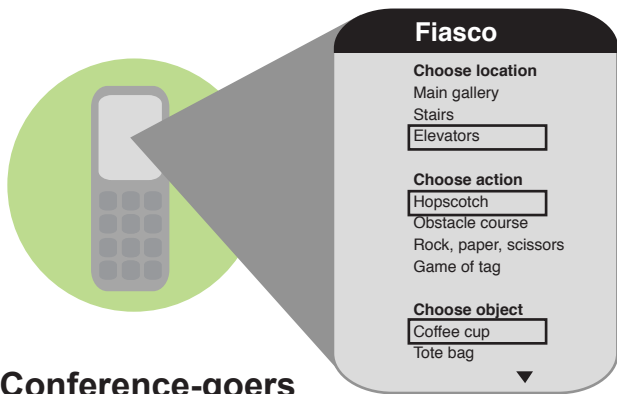 Fiasco
Choose location
Main gallery
Stairs
Elevators
Choose action
Hopscotch
Obstacle course
Rock, paper, scissors
Game of tag
Choose object
Coffee cup
Tote bag
Conference-goers